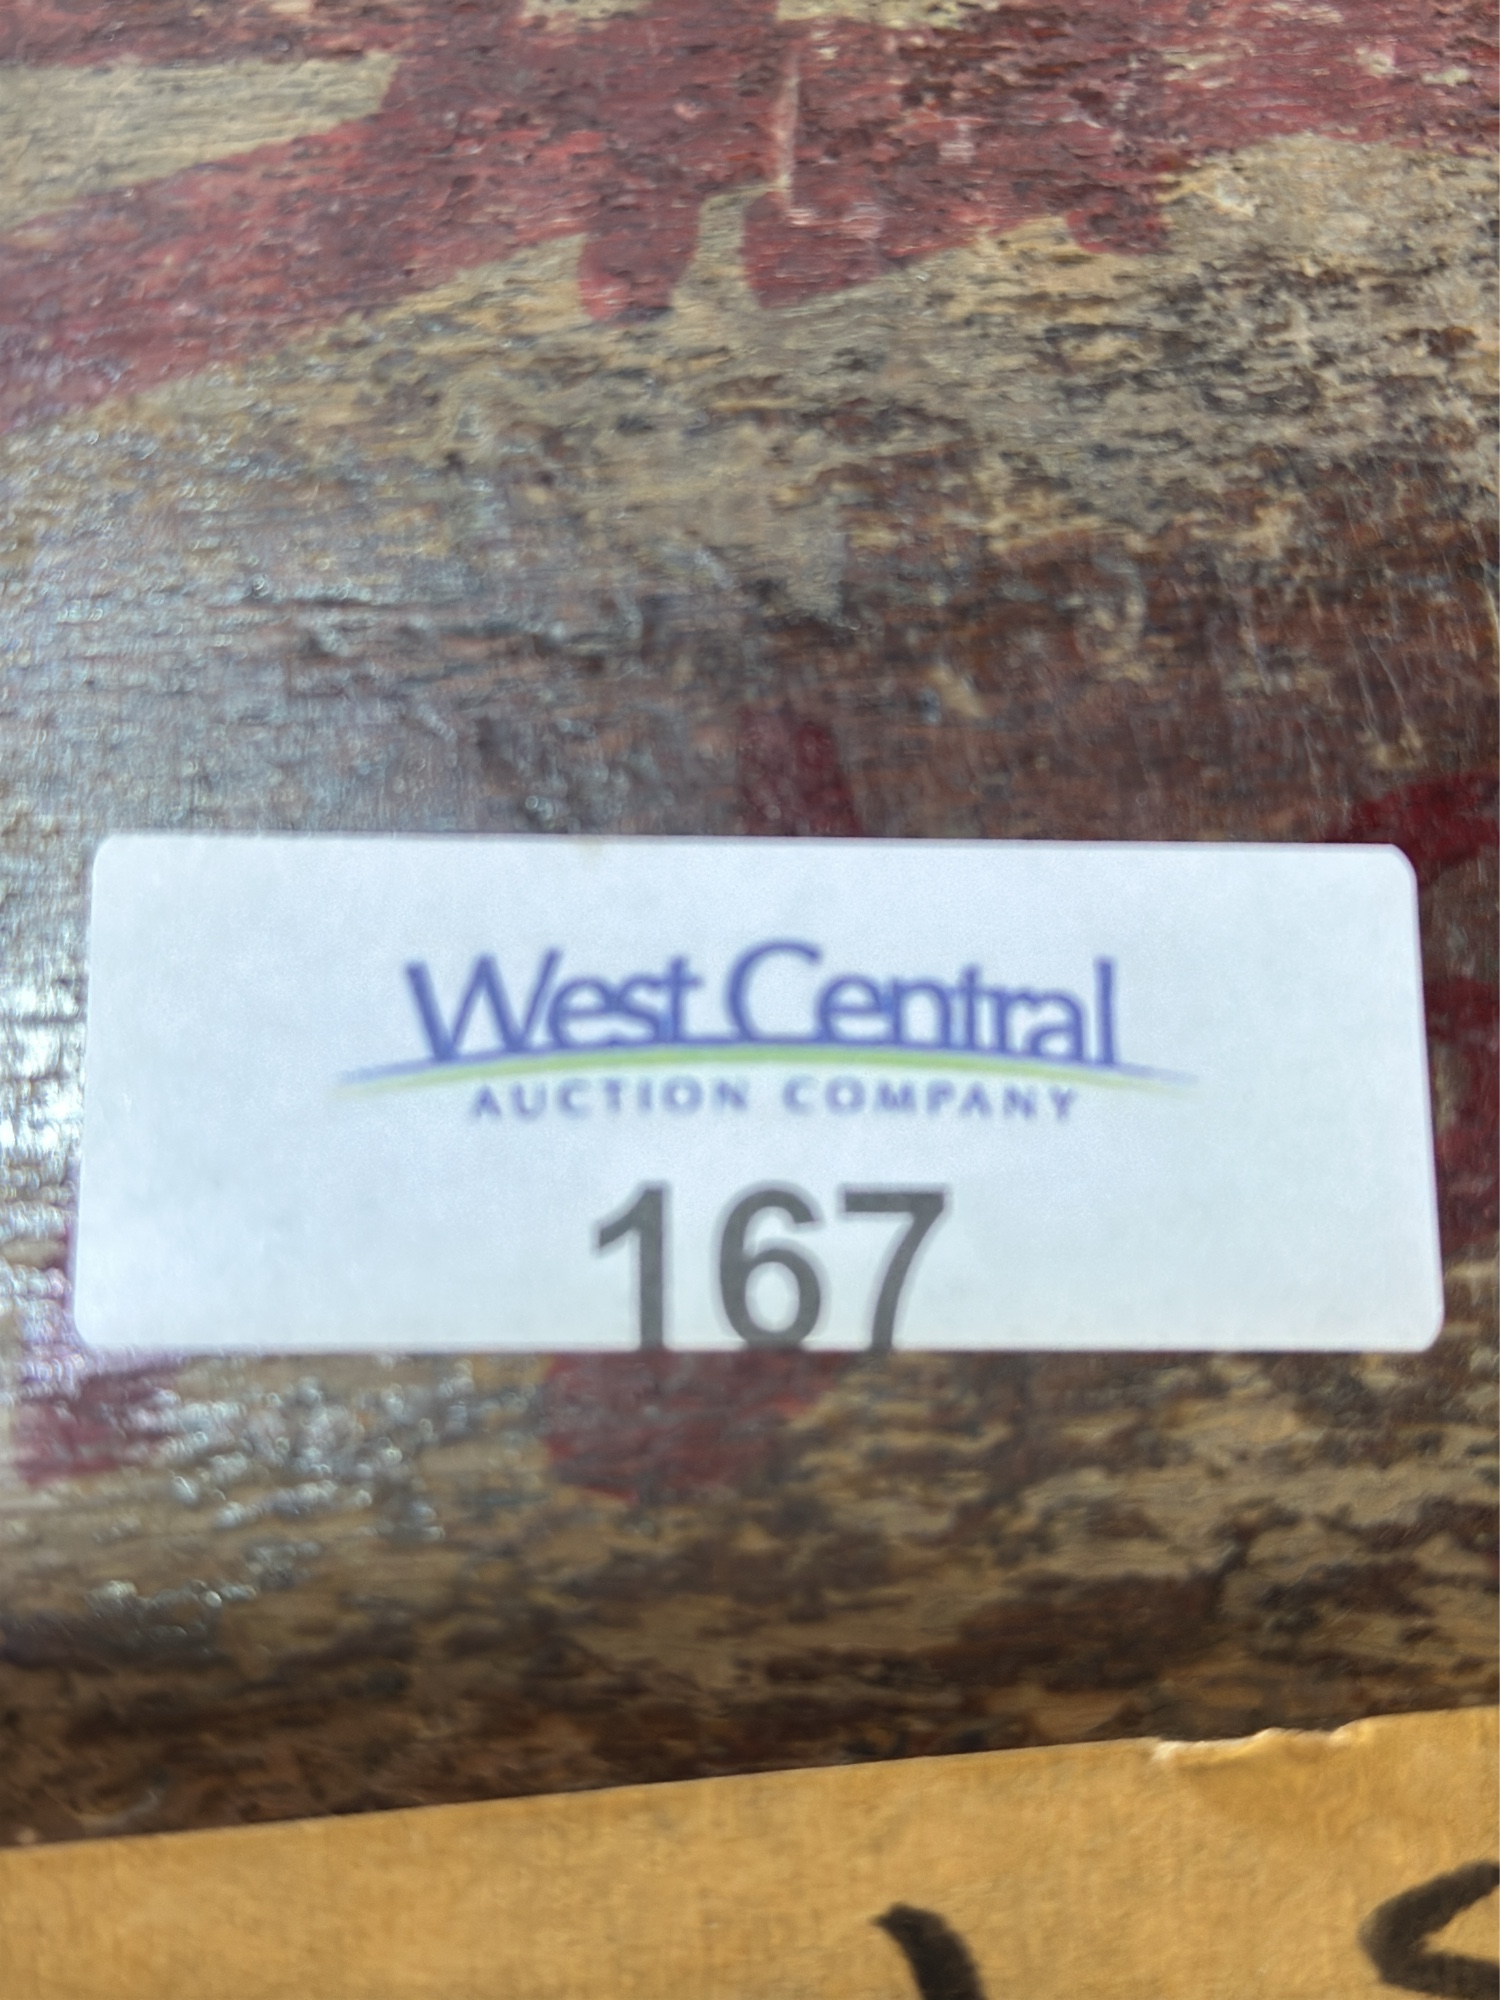 West Central
AUCTION COMPANY
167